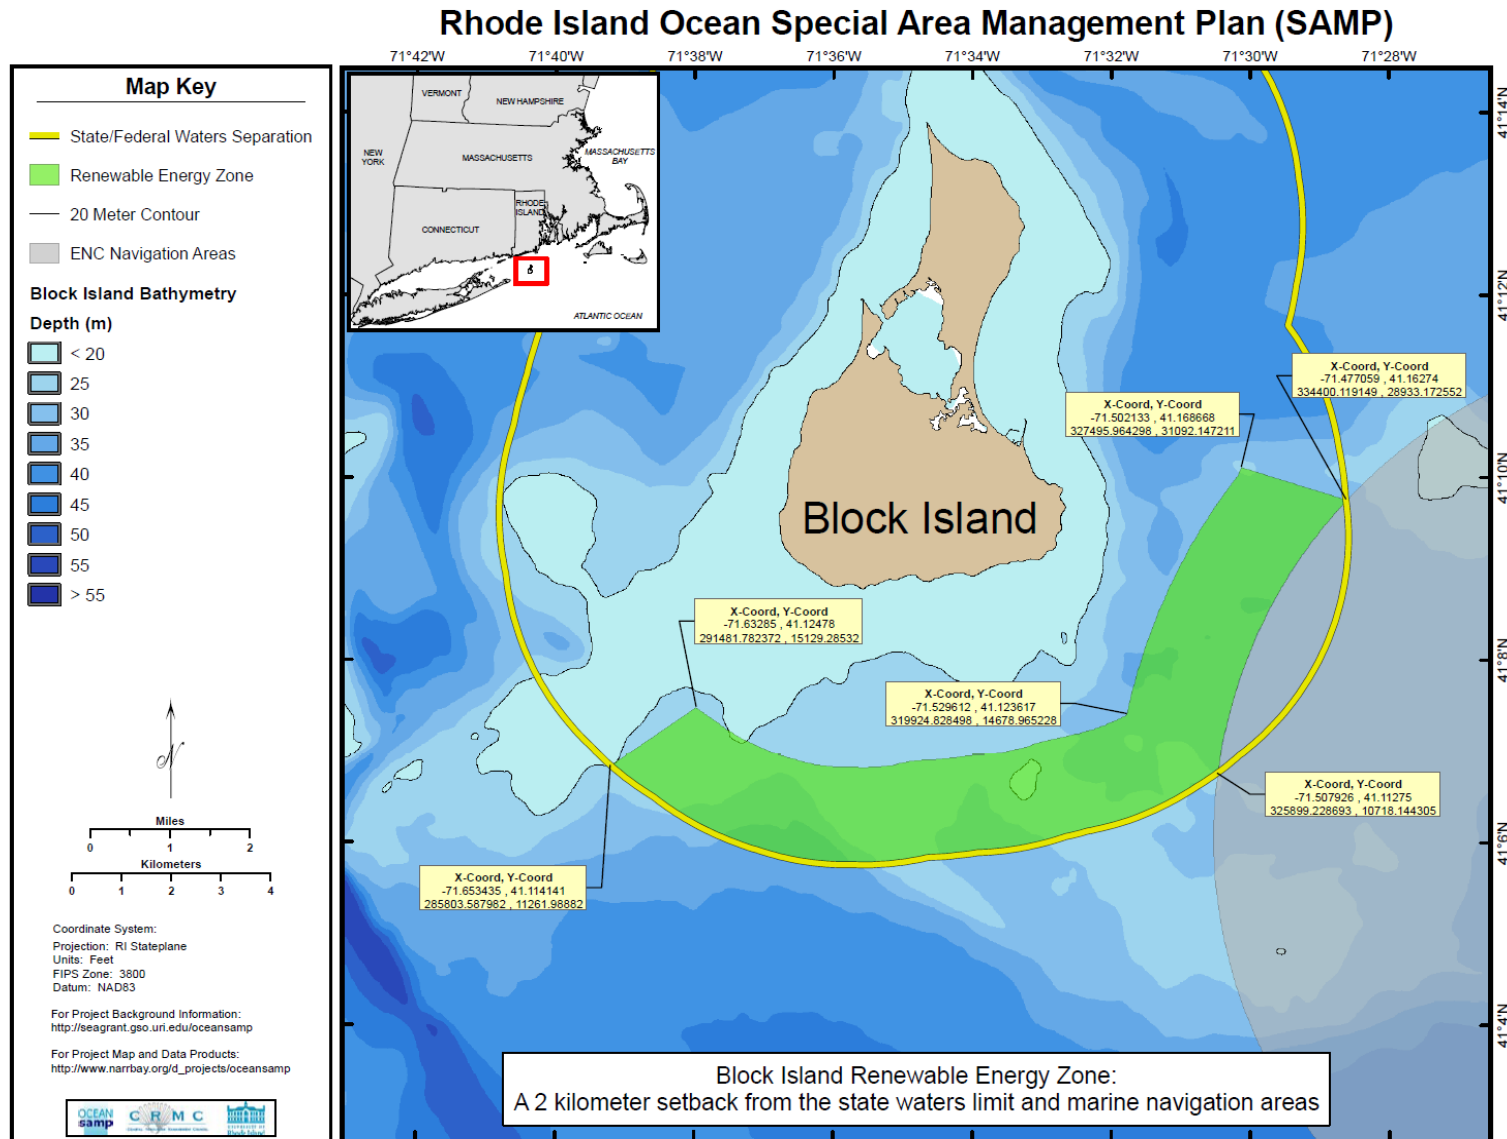 Rhode Island Ocean Special Area Management Plan (SAMP)
71°42'W
71°40'W
71°38'W
71°36'W
71°34'W
71°32'W
71°30'W
71°28'W
Map Key
State/Federal Waters Separation
Renewable Energy Zone
20 Meter Contour
ENC Navigation Areas
Block Island Bathymetry
Depth (m)
< 20
25
30
35
40
45
50
55
> 55
N
Miles
0 1 2
Kilometers
0 1 2 3 4
Coordinate System:
Projection: RI Stateplane
Units: Feet
FIPS Zone: 3800
Datum: NAD83
For Project Background Information:
http://seagrant.gso.uri.edu/oceansamp
For Project Map and Data Products:
http://www.narrbay.org/d_projects/oceansamp
OCEAN
samp
C R M C
VERMONT
NEW HAMPSHIRE
NEW
YORK
MASSACHUSETTS
MASSACHUSETTS
BAY
RHODE
ISLAND
CONNECTICUT
ATLANTIC OCEAN
41°14'N
41°12'N
41°10'N
41°8'N
41°6'N
41°4'N
X-Coord, Y-Coord
-71.477059 , 41.16274
334400.119149 , 28933.172552
X-Coord, Y-Coord
-71.502133 , 41.168668
327495.964298 , 31092.147211
Block Island
X-Coord, Y-Coord
-71.63285 , 41.12478
291481.782372 , 15129.28532
X-Coord, Y-Coord
-71.529612 , 41.123617
319924.828498 , 14678.965228
X-Coord, Y-Coord
-71.507926 , 41.11275
325899.228693 , 10718.144305
X-Coord, Y-Coord
-71.653435 , 41.114141
285803.587982 , 11261.98882
Block Island Renewable Energy Zone:
A 2 kilometer setback from the state waters limit and marine navigation areas